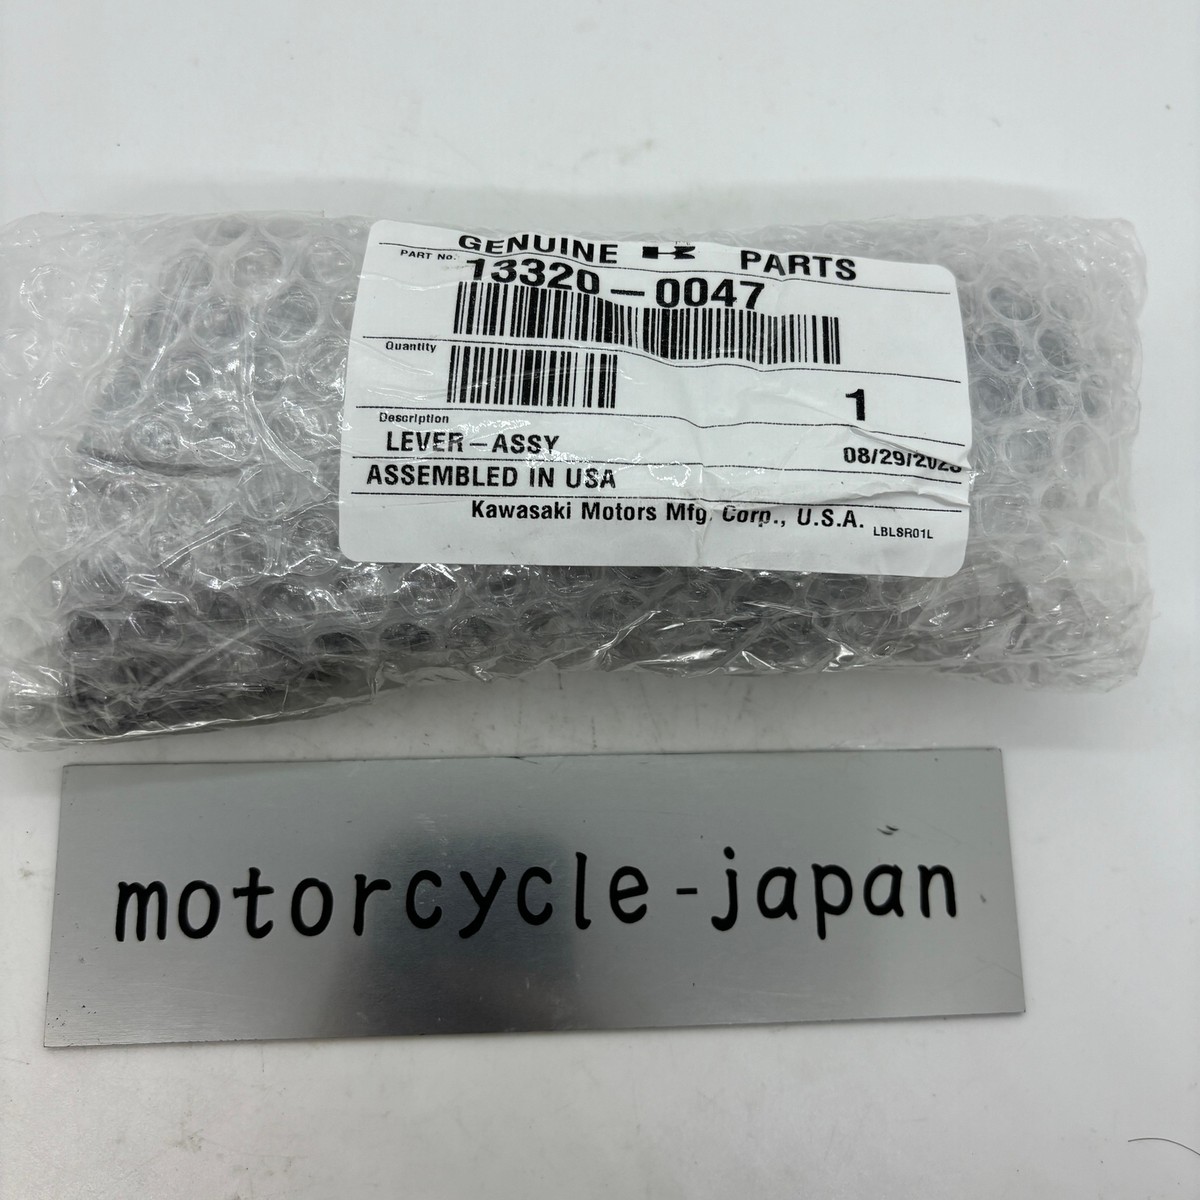 GENUINE K PARTS
PART No. 13320-0047
Quantity
1
Description
LEVER-ASSY 08/29/2023
ASSEMBLED IN USA
Kawasaki Motors Mfg. Corp., U.S.A.
LBLSR01L
motorcycle-japan